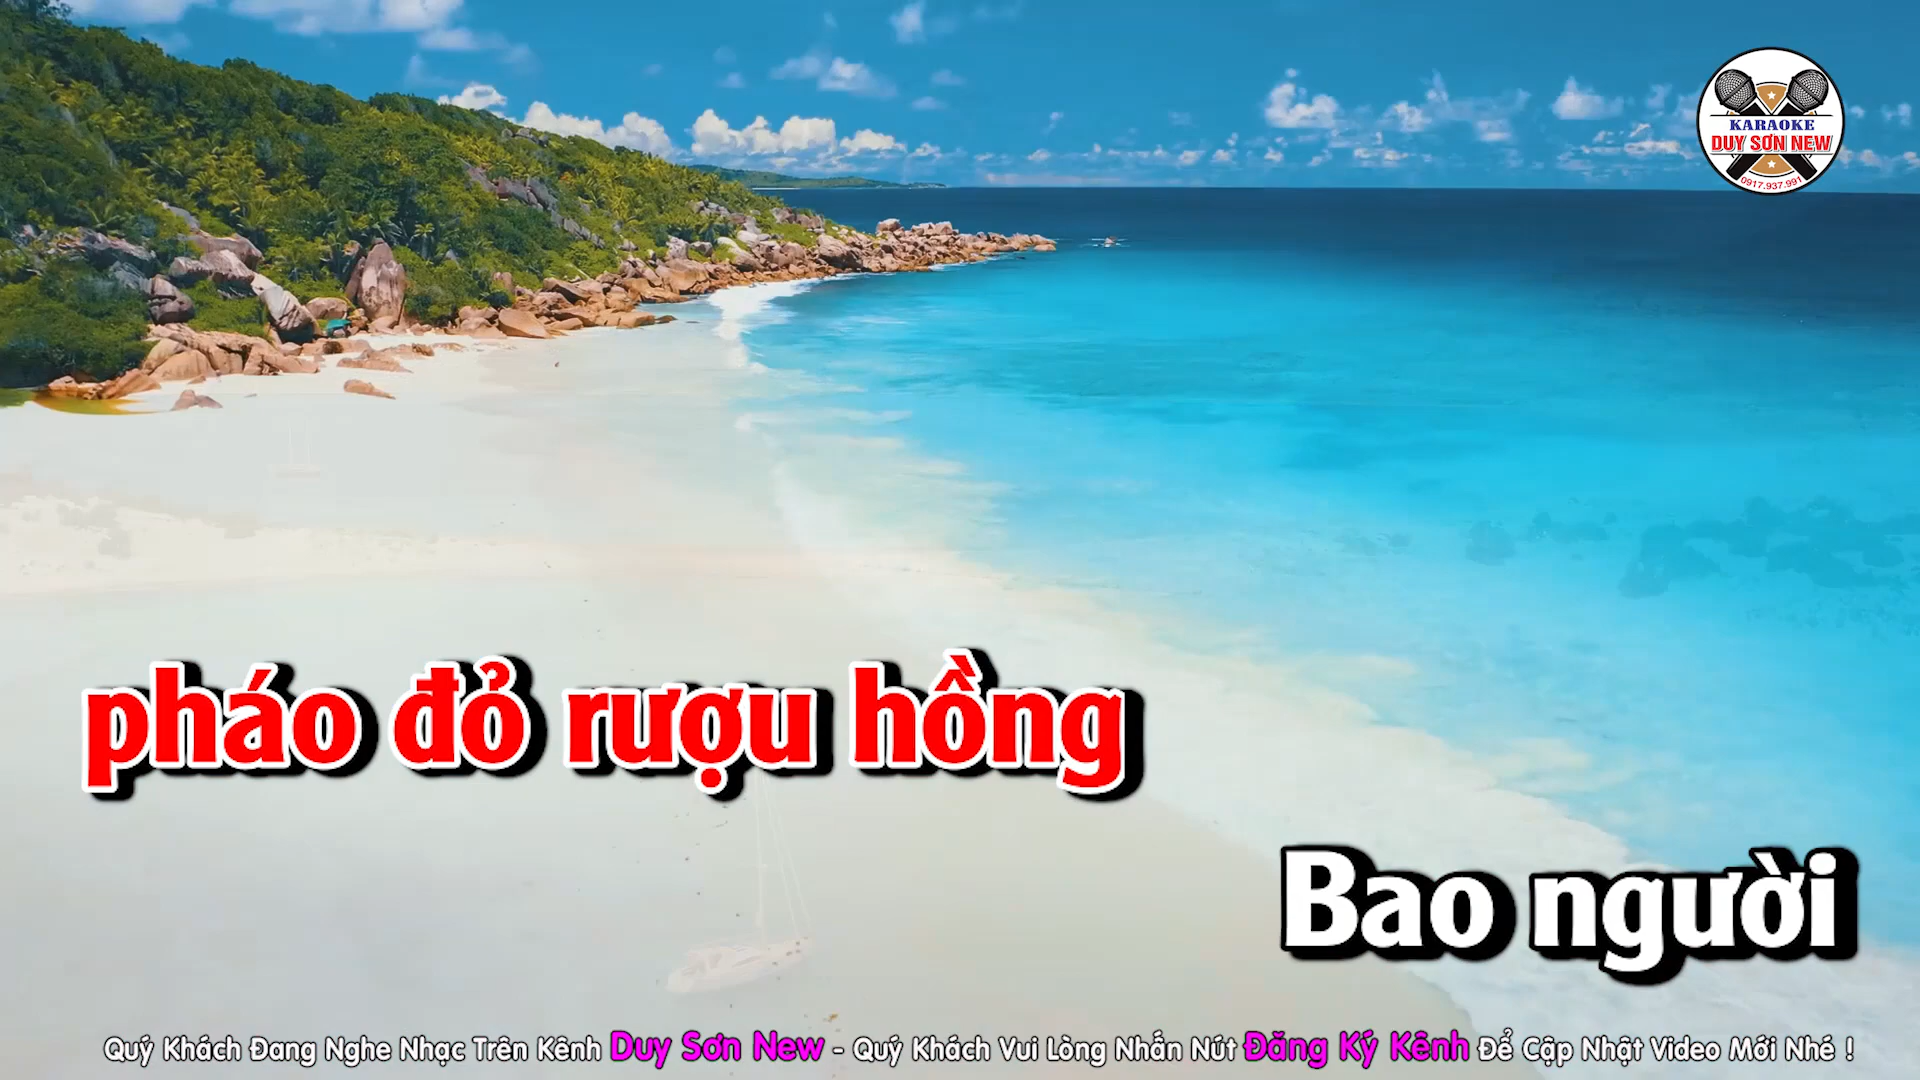 KARAOKE
DUY SƠN NEW
0917.937.991
pháo đỏ rượu hồng
Bao người
Quý Khách Đang Nghe Nhạc Trên Kênh Duy Sơn New - Quý Khách Vui Lòng Nhấn Nút Đăng Ký Kênh Để Cập Nhật Video Mới Nhé !